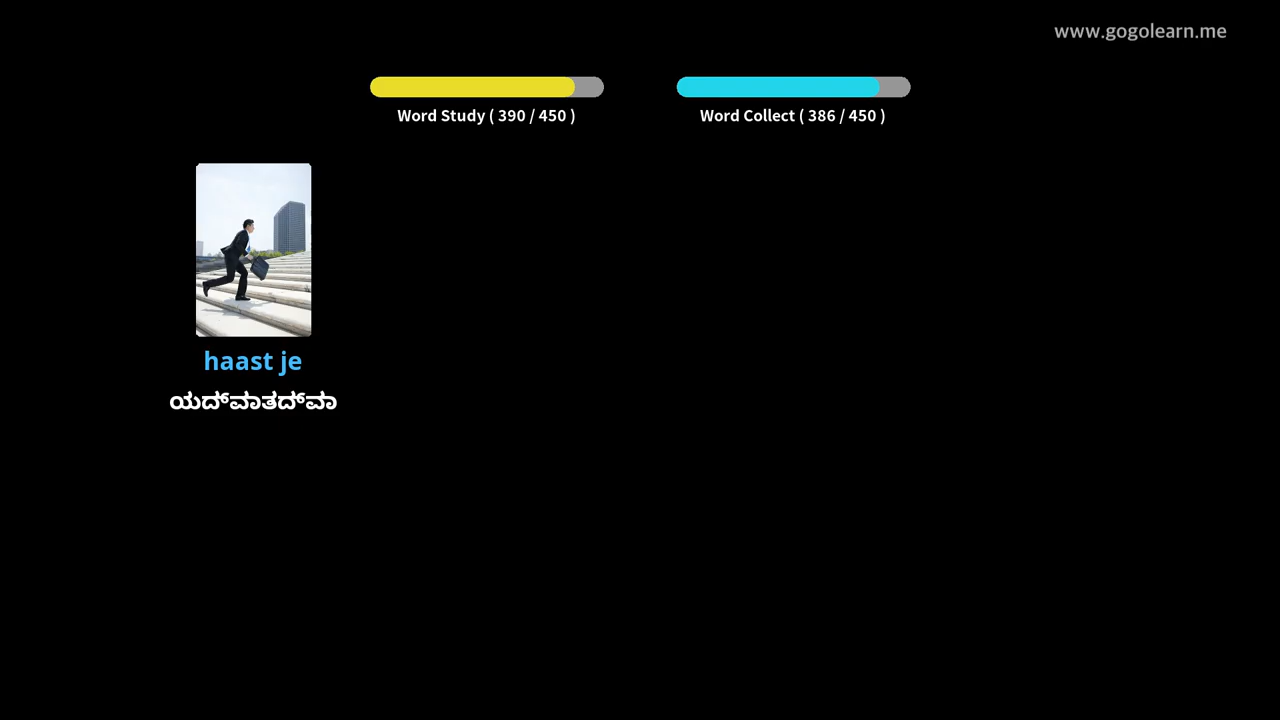 www.gogolearn.me
Word Study ( 390 / 450 )
Word Collect ( 386 / 450 )
haast je
ಯದ್‌ವಾತದ್‌ವಾ